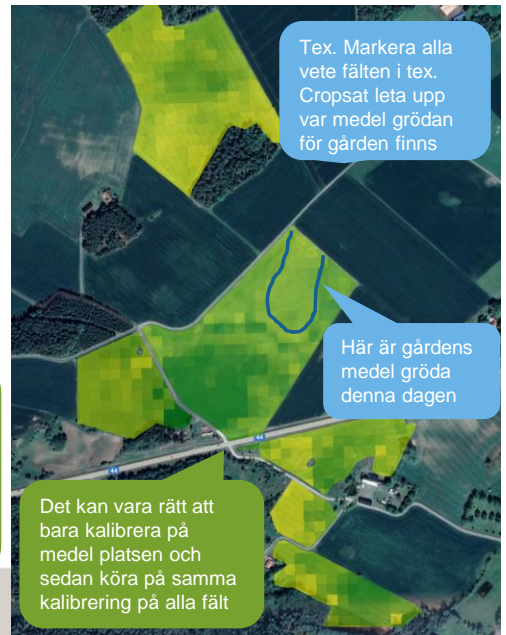 Tex. Markera alla
vete fälten i tex.
Cropsat leta upp
var medel grödan
för gården finns
Här är gårdens
medel gröda
denna dagen
44
44
Det kan vara rätt att
bara kalibrera på
medel platsen och
sedan köra på samma
kalibrering på alla fält